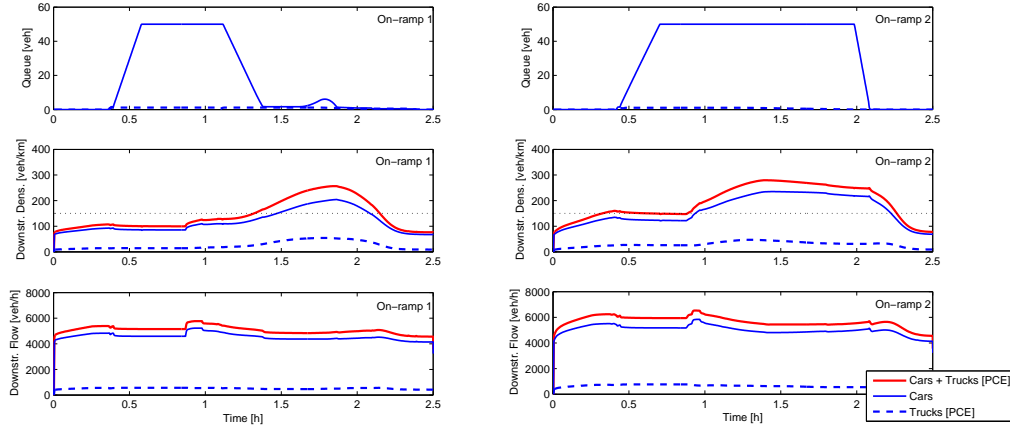 On-ramp 1
Queue [veh]
60
40
20
0
0 0.5 1 1.5 2 2.5
On-ramp 2
Queue [veh]
60
40
20
0
0 0.5 1 1.5 2 2.5
On-ramp 1
Downstr. Dens. [veh/km]
400
300
200
100
0
0 0.5 1 1.5 2 2.5
On-ramp 2
Downstr. Dens. [veh/km]
400
300
200
100
0
0 0.5 1 1.5 2 2.5
On-ramp 1
Downstr. Flow [veh/h]
8000
6000
4000
2000
0
0 0.5 1 1.5 2 2.5
Time [h]
On-ramp 2
Downstr. Flow [veh/h]
8000
6000
4000
2000
0
0 0.5 1 1.5 2 2.5
Time [h]
Cars + Trucks [PCE]
Cars
Trucks [PCE]